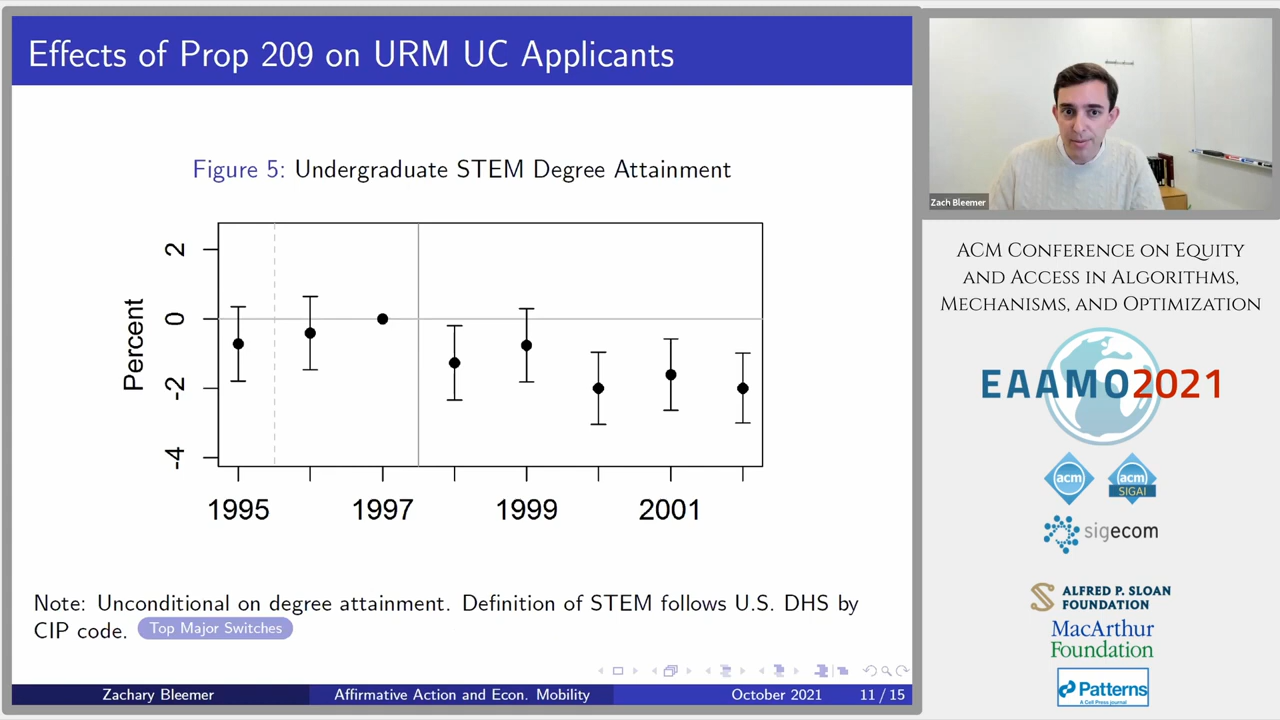 Effects of Prop 209 on URM UC Applicants
Figure 5: Undergraduate STEM Degree Attainment
Percent
2
0
-2
-4
1995
1997
1999
2001
Note: Unconditional on degree attainment. Definition of STEM follows U.S. DHS by
CIP code. Top Major Switches
Zachary Bleemer
Affirmative Action and Econ. Mobility
October 2021
11 / 15
Zach Bleemer
ACM Conference on Equity
and Access in Algorithms,
Mechanisms, and Optimization
EAAMO2021
acm
acm
SIGAI
sigecom
ALFRED P. SLOAN
FOUNDATION
MacArthur
Foundation
Patterns
A Cell Press journal